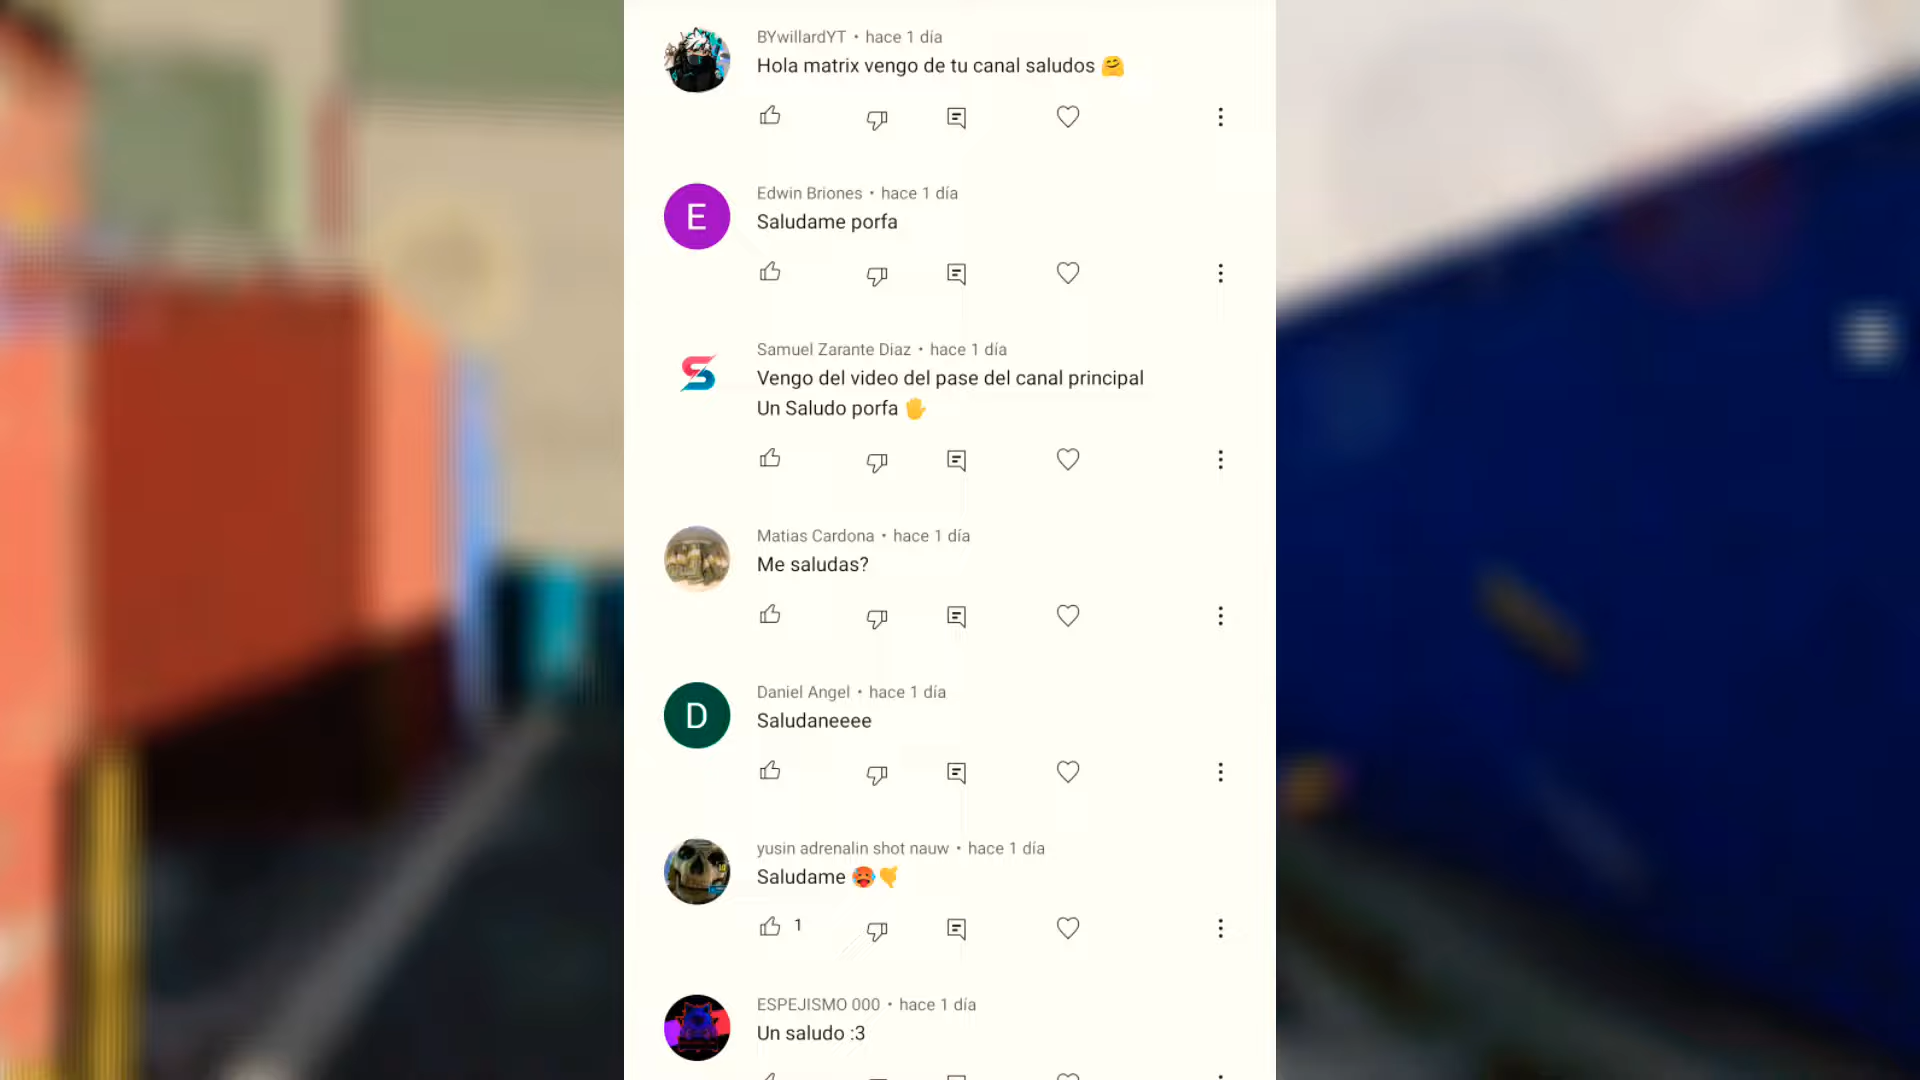 BYwillardYT • hace 1 día
Hola matrix vengo de tu canal saludos 🤗
E
Edwin Briones • hace 1 día
Saludame porfa
S
Samuel Zarante Diaz • hace 1 día
Vengo del video del pase del canal principal
Un Saludo porfa 🖐
Matias Cardona • hace 1 día
Me saludas?
D
Daniel Angel • hace 1 día
Saludaneeee
yusin adrenalin shot nauw • hace 1 día
Saludame 🥵🤙
1
ESPEJISMO 000 • hace 1 día
Un saludo :3